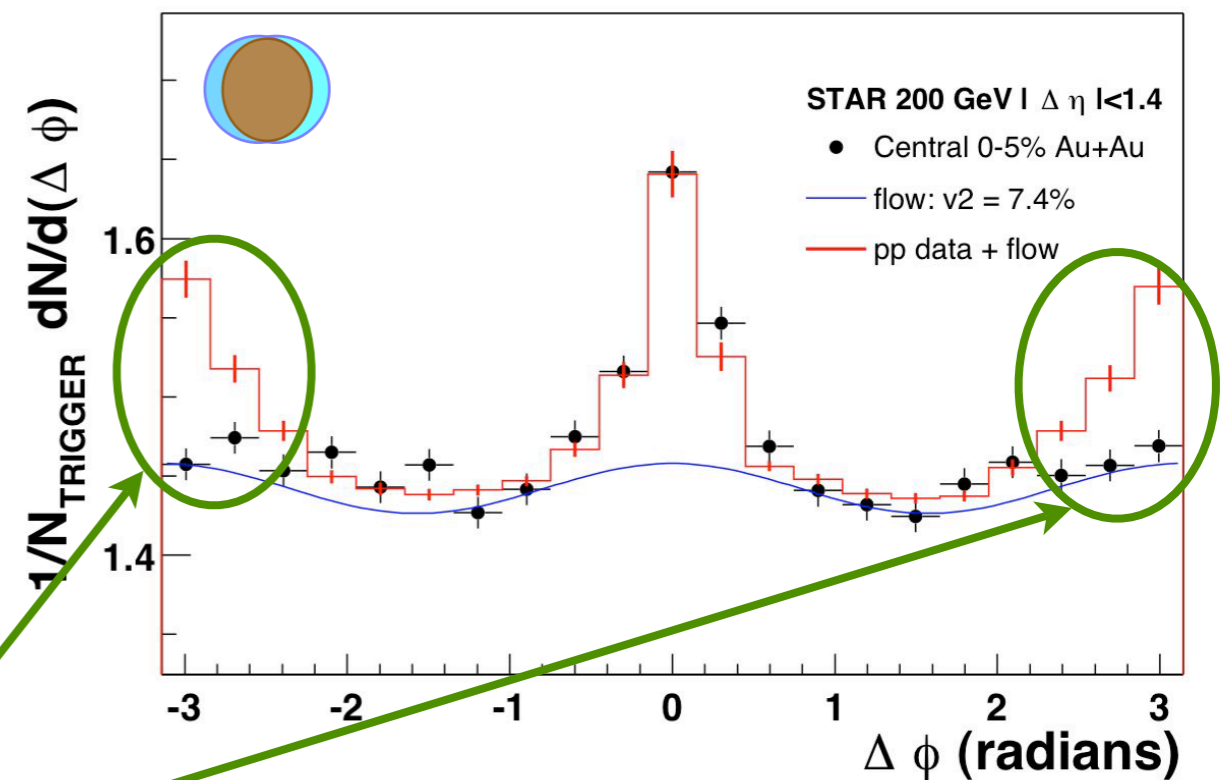 1/N_TRIGGER dN/d(Δ ϕ)
STAR 200 GeV | Δ η |<1.4
Central 0-5% Au+Au
flow: v2 = 7.4%
pp data + flow
1.6
1.4
-3 -2 -1 0 1 2 3
Δ ϕ (radians)